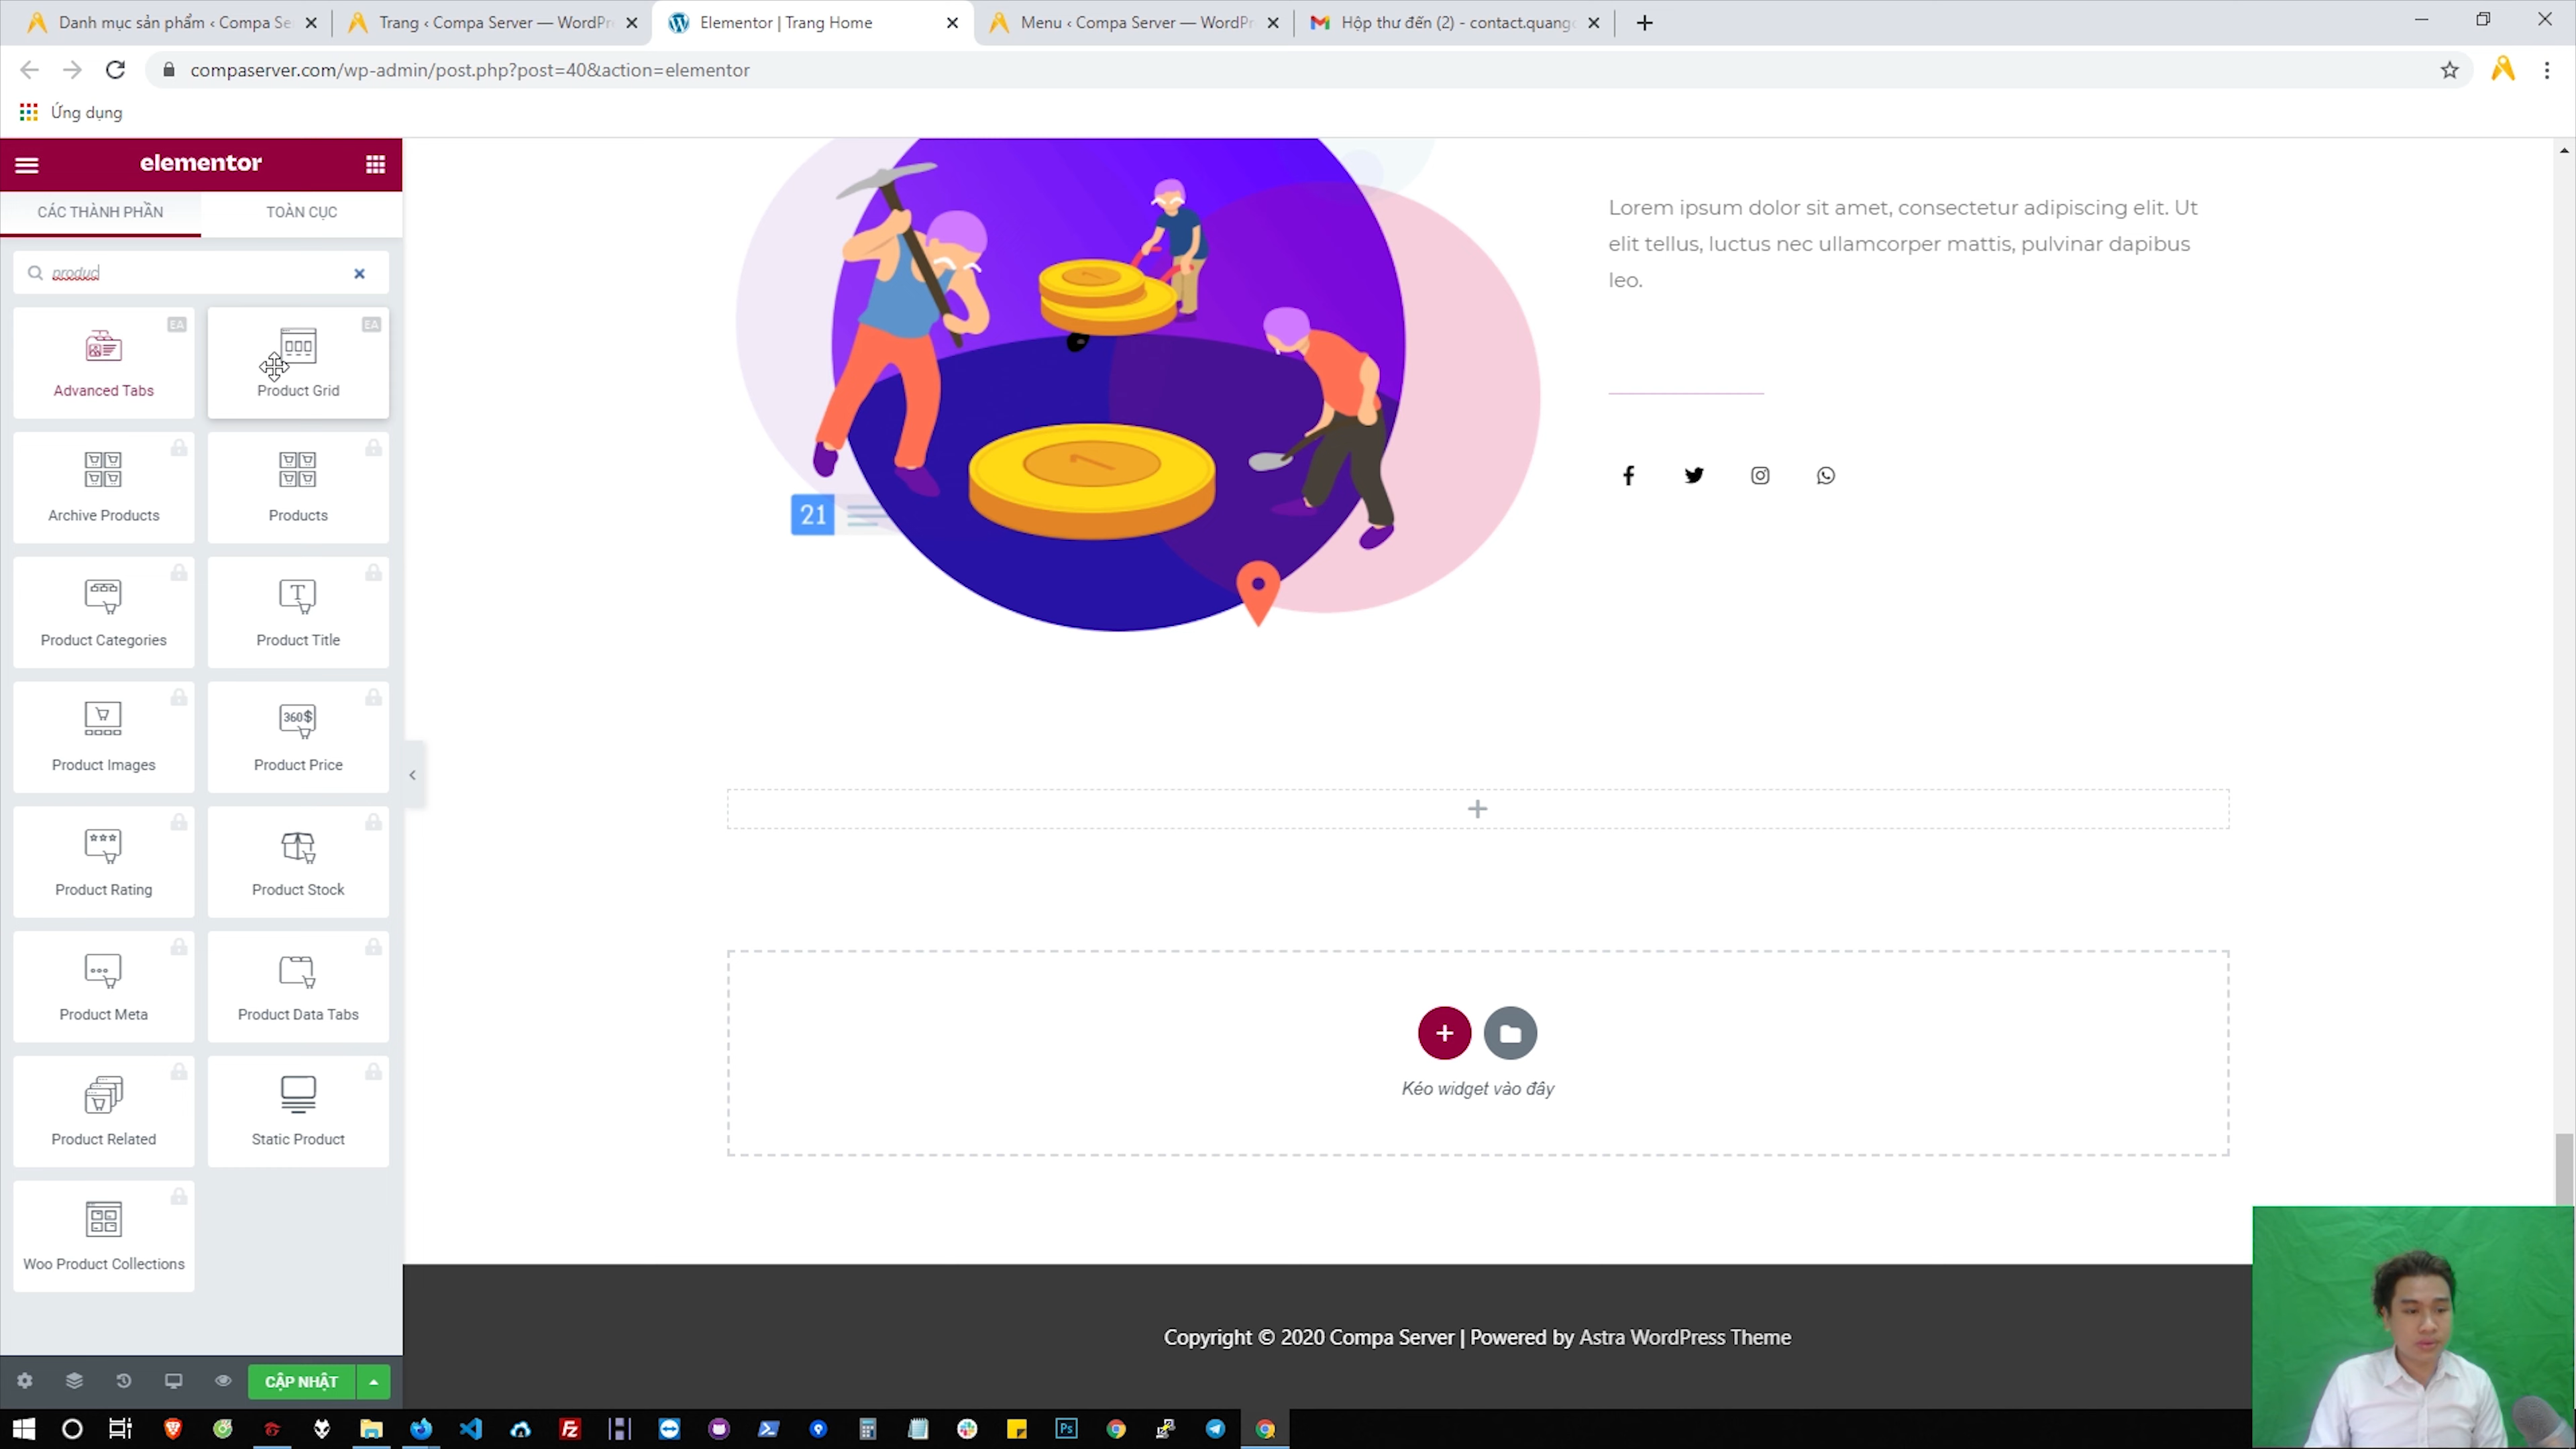 Danh mục sản phẩm ‹ Compa Se
Trang ‹ Compa Server — WordPr
Elementor | Trang Home
Menu ‹ Compa Server — WordPr
Hộp thư đến (2) - contact.quang
compaserver.com/wp-admin/post.php?post=40&action=elementor
Ứng dụng
elementor
CÁC THÀNH PHẦN
TOÀN CỤC
produc
EA
EA
Advanced Tabs
Product Grid
Archive Products
Products
Product Categories
Product Title
Product Images
360$
Product Price
Product Rating
Product Stock
Product Meta
Product Data Tabs
Product Related
Static Product
Woo Product Collections
CẬP NHẬT
Lorem ipsum dolor sit amet, consectetur adipiscing elit. Ut
elit tellus, luctus nec ullamcorper mattis, pulvinar dapibus
leo.
21
Kéo widget vào đây
Copyright © 2020 Compa Server | Powered by Astra WordPress Theme